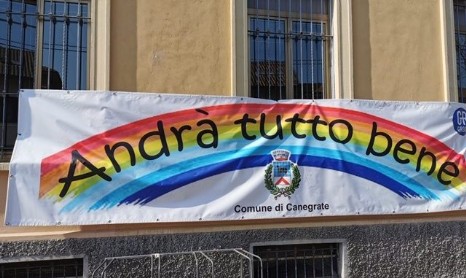 Andrà tutto bene
Comune di Canegrate